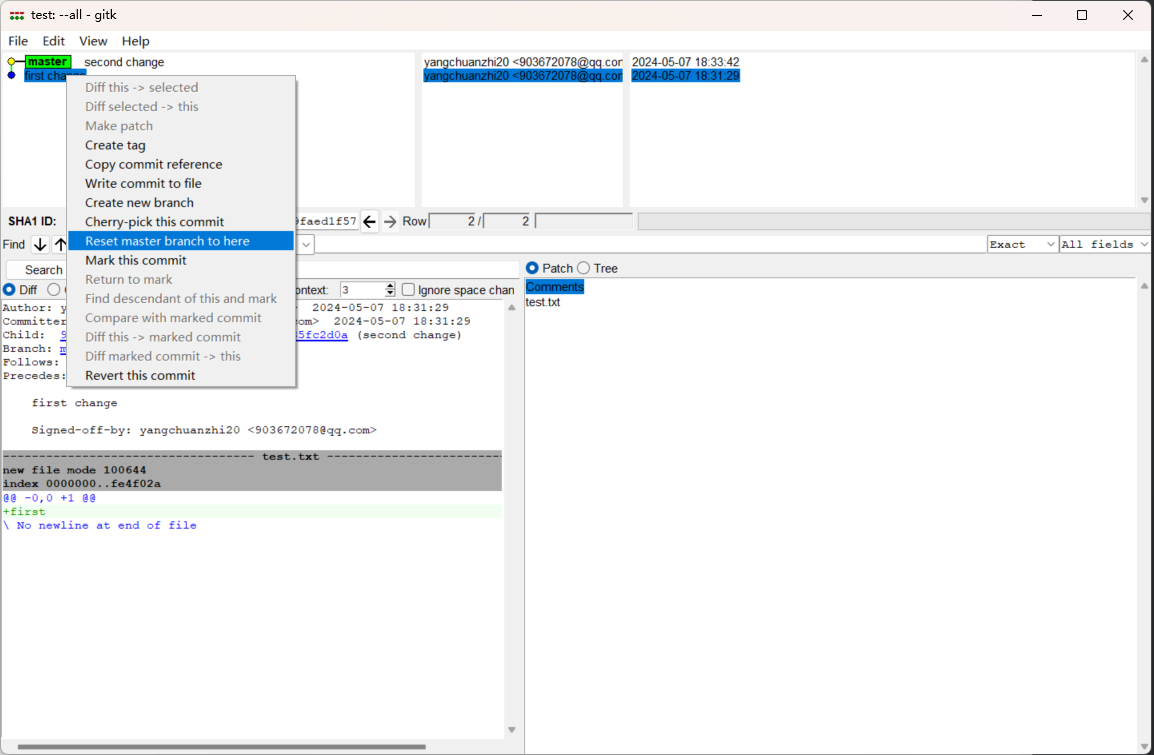 test: --all - gitk
File Edit View Help
master second change yangchuanzhi20 <903672078@qq.con 2024-05-07 18:33:42
first change yangchuanzhi20 <903672078@qq.cor 2024-05-07 18:31:29
Diff this -> selected
Diff selected -> this
Make patch
Create tag
Copy commit reference
Write commit to file
Create new branch
Cherry-pick this commit
Reset master branch to here
Mark this commit
Return to mark
Find descendant of this and mark
Compare with marked commit
Diff this -> marked commit
Diff marked commit -> this
Revert this commit
SHA1 ID: 9faed1f57 Row 2 / 2
Find Exact All fields
Search
Diff ontext: 3 Ignore space chan
Patch Tree
Comments
test.txt
Author: y 2024-05-07 18:31:29
Committer com> 2024-05-07 18:31:29
Child: 9 5fc2d0a (second change)
Branch: m
Follows:
Precedes:
first change
Signed-off-by: yangchuanzhi20 <903672078@qq.com>
----------------------------------- test.txt -------------------------
new file mode 100644
index 0000000..fe4f02a
@@ -0,0 +1 @@
+first
\ No newline at end of file